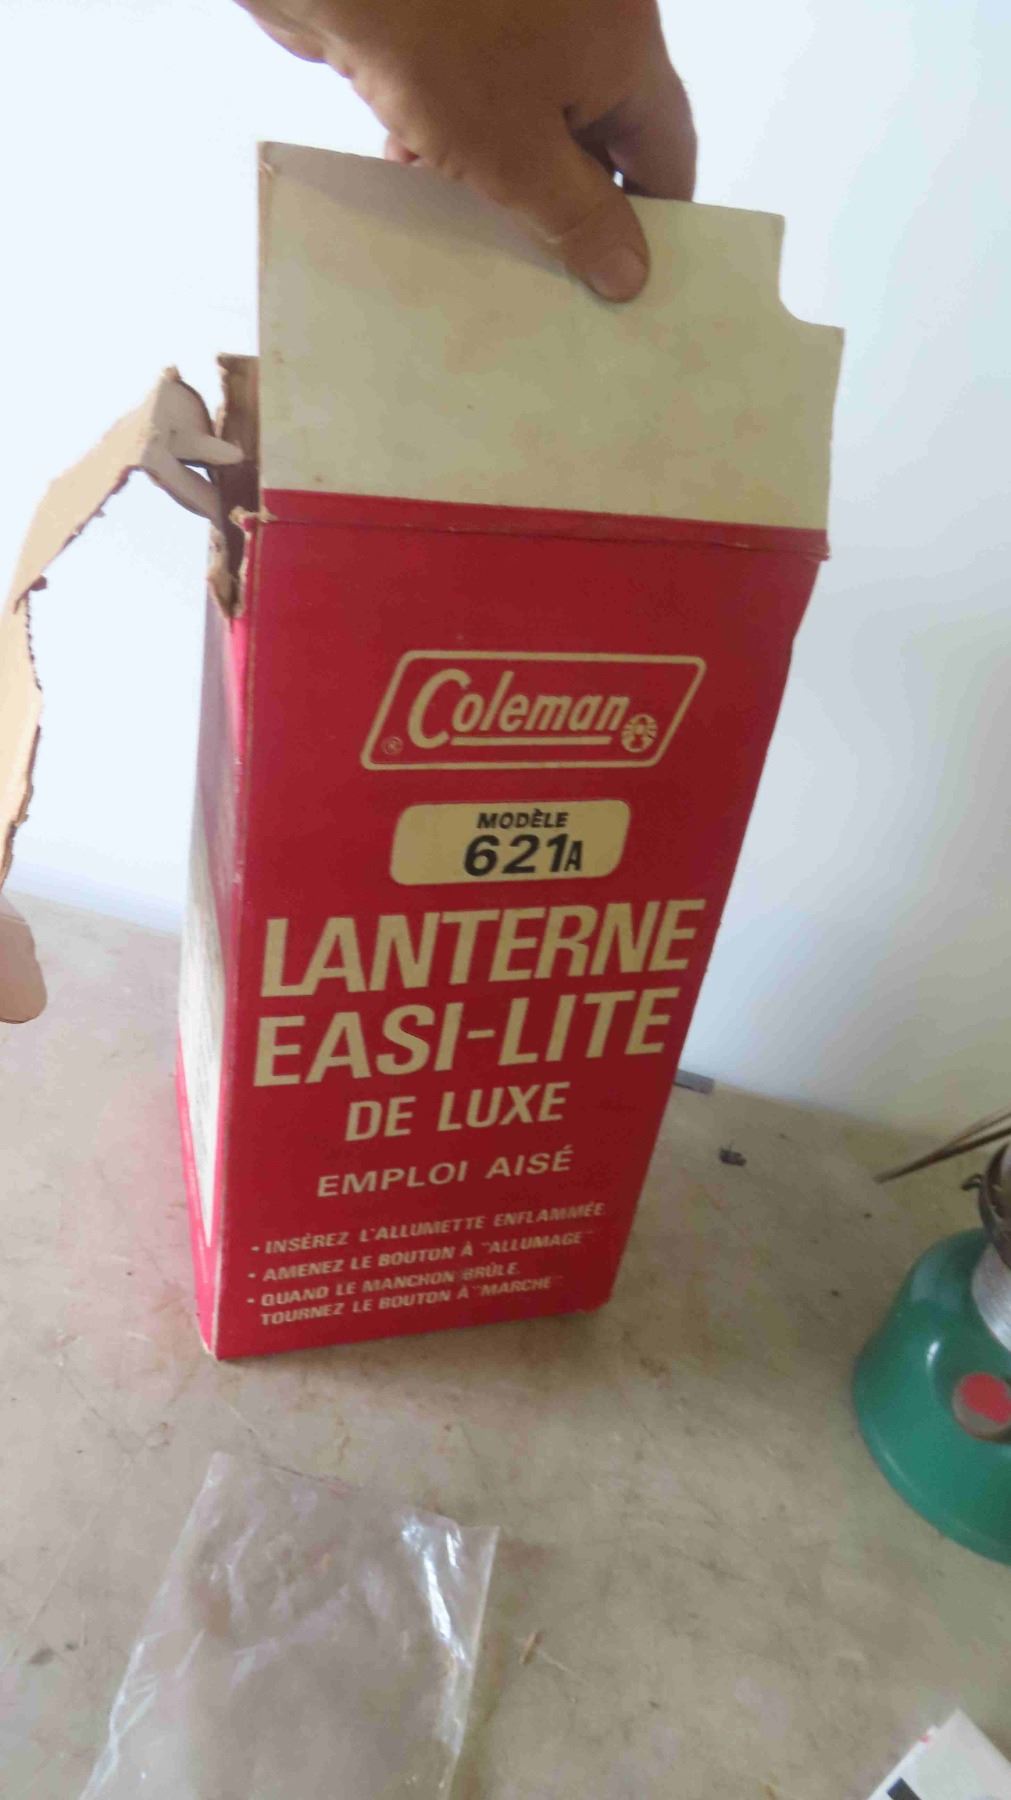 Coleman
®
MODÈLE
621A
LANTERNE
EASI-LITE
DE LUXE
EMPLOI AISÉ
• INSÉREZ L'ALLUMETTE ENFLAMMÉE.
• AMENEZ LE BOUTON À "ALLUMAGE"
• QUAND LE MANCHON BRÛLE,
TOURNEZ LE BOUTON À "MARCHE"